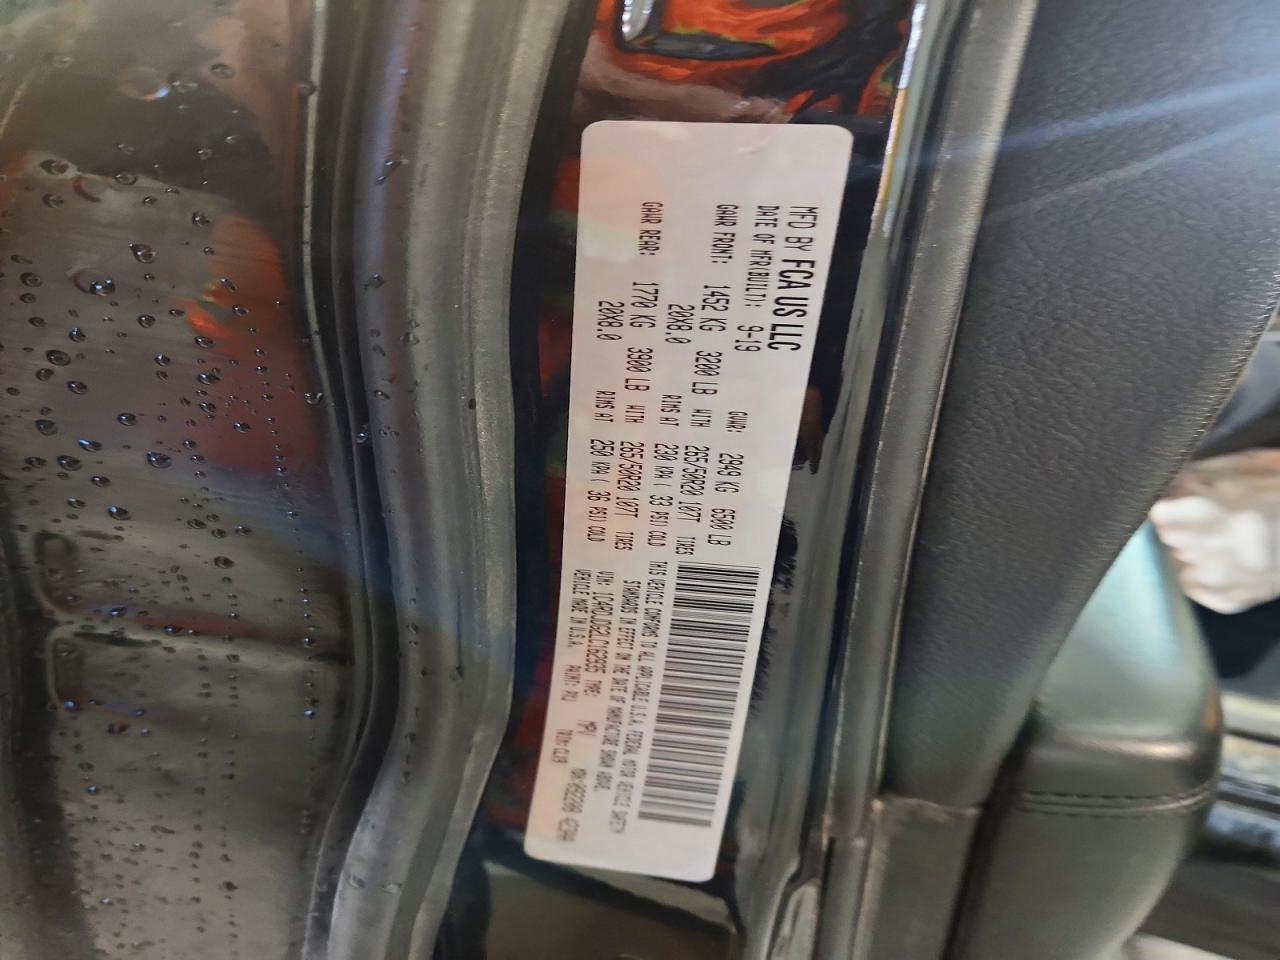 MFD BY FCA US LLC
DATE OF MFR(BUILT): 9-19 GVWR: 2949 KG 6500 LB
GAWR FRONT: 1452 KG 3200 LB WITH 265/50R20 107T TIRES
20X8.0 RIMS AT 230 KPA ( 33 PSI) COLD
GAWR REAR: 1770 KG 3900 LB WITH 265/50R20 107T TIRES
20X8.0 RIMS AT 250 KPA ( 36 PSI) COLD
THIS VEHICLE CONFORMS TO ALL APPLICABLE U.S.A. FEDERAL MOTOR VEHICLE SAFETY
STANDARDS IN EFFECT ON THE DATE OF MANUFACTURE SHOWN ABOVE.
VIN: 1C4RDJDG2LC162995 TYPE: MPV
VEHICLE MADE IN U.S.A. PAINT: PXJ TRIM: